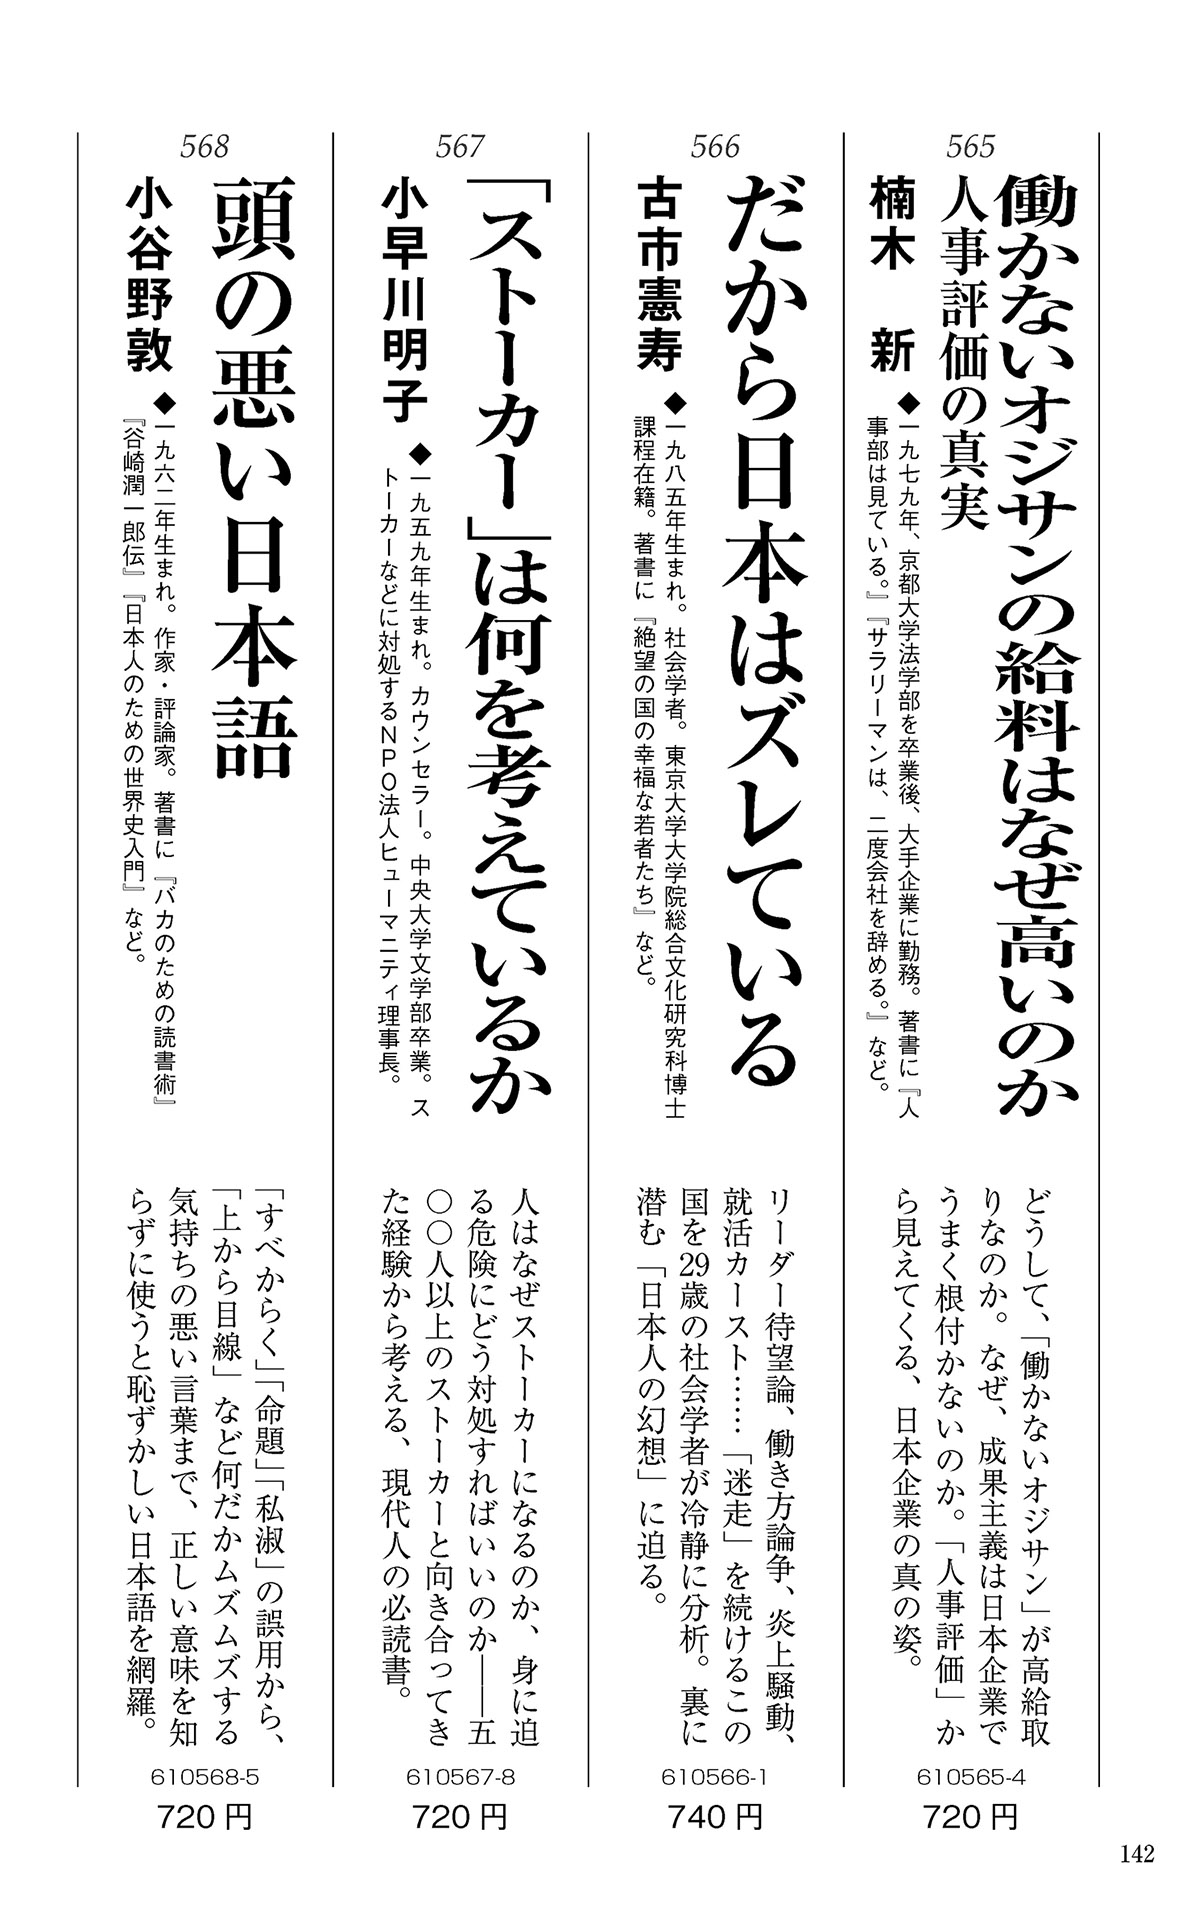 565
働かないオジサンの給料はなぜ高いのか
人事評価の真実
楠木 新
◆一九七九年、京都大学法学部を卒業後、大手企業に勤務。著書に『人
事部は見ている。』『サラリーマンは、二度会社を辞める。』など。
どうして、「働かないオジサン」が高給取
りなのか。なぜ、成果主義は日本企業で
うまく根付かないのか。「人事評価」か
ら見えてくる、日本企業の真の姿。
610565-4
720円
566
だから日本はズレている
古市憲寿
◆一九八五年生まれ。社会学者。東京大学大学院総合文化研究科博士
課程在籍。著書に『絶望の国の幸福な若者たち』など。
リーダー待望論、働き方論争、炎上騒動、
就活カースト……「迷走」を続けるこの
国を29歳の社会学者が冷静に分析。裏に
潜む「日本人の幻想」に迫る。
610566-1
740円
567
「ストーカー」は何を考えているか
小早川明子
◆一九五九年生まれ。カウンセラー。中央大学文学部卒業。ス
トーカーなどに対処するNPO法人ヒューマニティ理事長。
人はなぜストーカーになるのか、身に迫
る危険にどう対処すればいいのか――五
〇〇人以上のストーカーと向き合ってき
た経験から考える、現代人の必読書。
610567-8
720円
568
頭の悪い日本語
小谷野敦
◆一九六二年生まれ。作家・評論家。著書に『バカのための読書術』
『谷崎潤一郎伝』『日本人のための世界史入門』など。
「すべからく」「命題」「私淑」の誤用から、
「上から目線」など何だかムズムズする
気持ちの悪い言葉まで、正しい意味を知
らずに使うと恥ずかしい日本語を網羅。
610568-5
720円
142